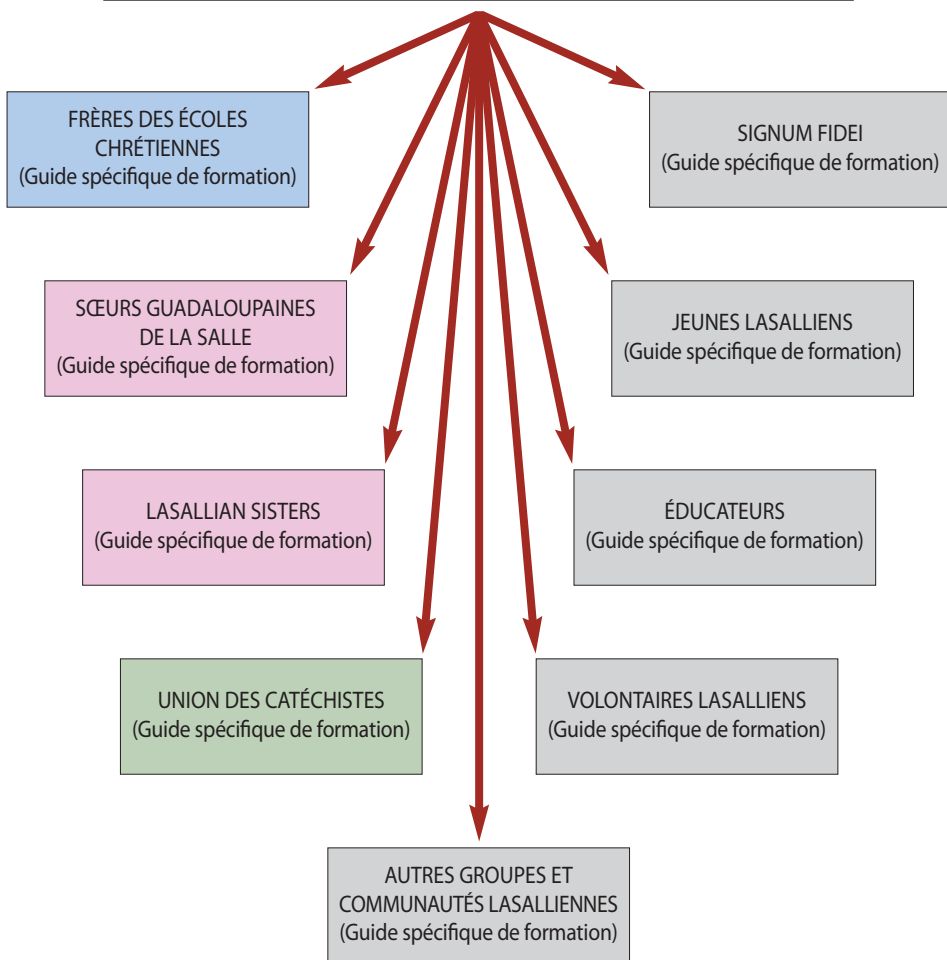 FRÈRES DES ÉCOLES
CHRÉTIENNES
(Guide spécifique de formation)
SIGNUM FIDEI
(Guide spécifique de formation)
SŒURS GUADALOUPAINES
DE LA SALLE
(Guide spécifique de formation)
JEUNES LASALLIENS
(Guide spécifique de formation)
LASALLIAN SISTERS
(Guide spécifique de formation)
ÉDUCATEURS
(Guide spécifique de formation)
UNION DES CATÉCHISTES
(Guide spécifique de formation)
VOLONTAIRES LASALLIENS
(Guide spécifique de formation)
AUTRES GROUPES ET
COMMUNAUTÉS LASALLIENNES
(Guide spécifique de formation)